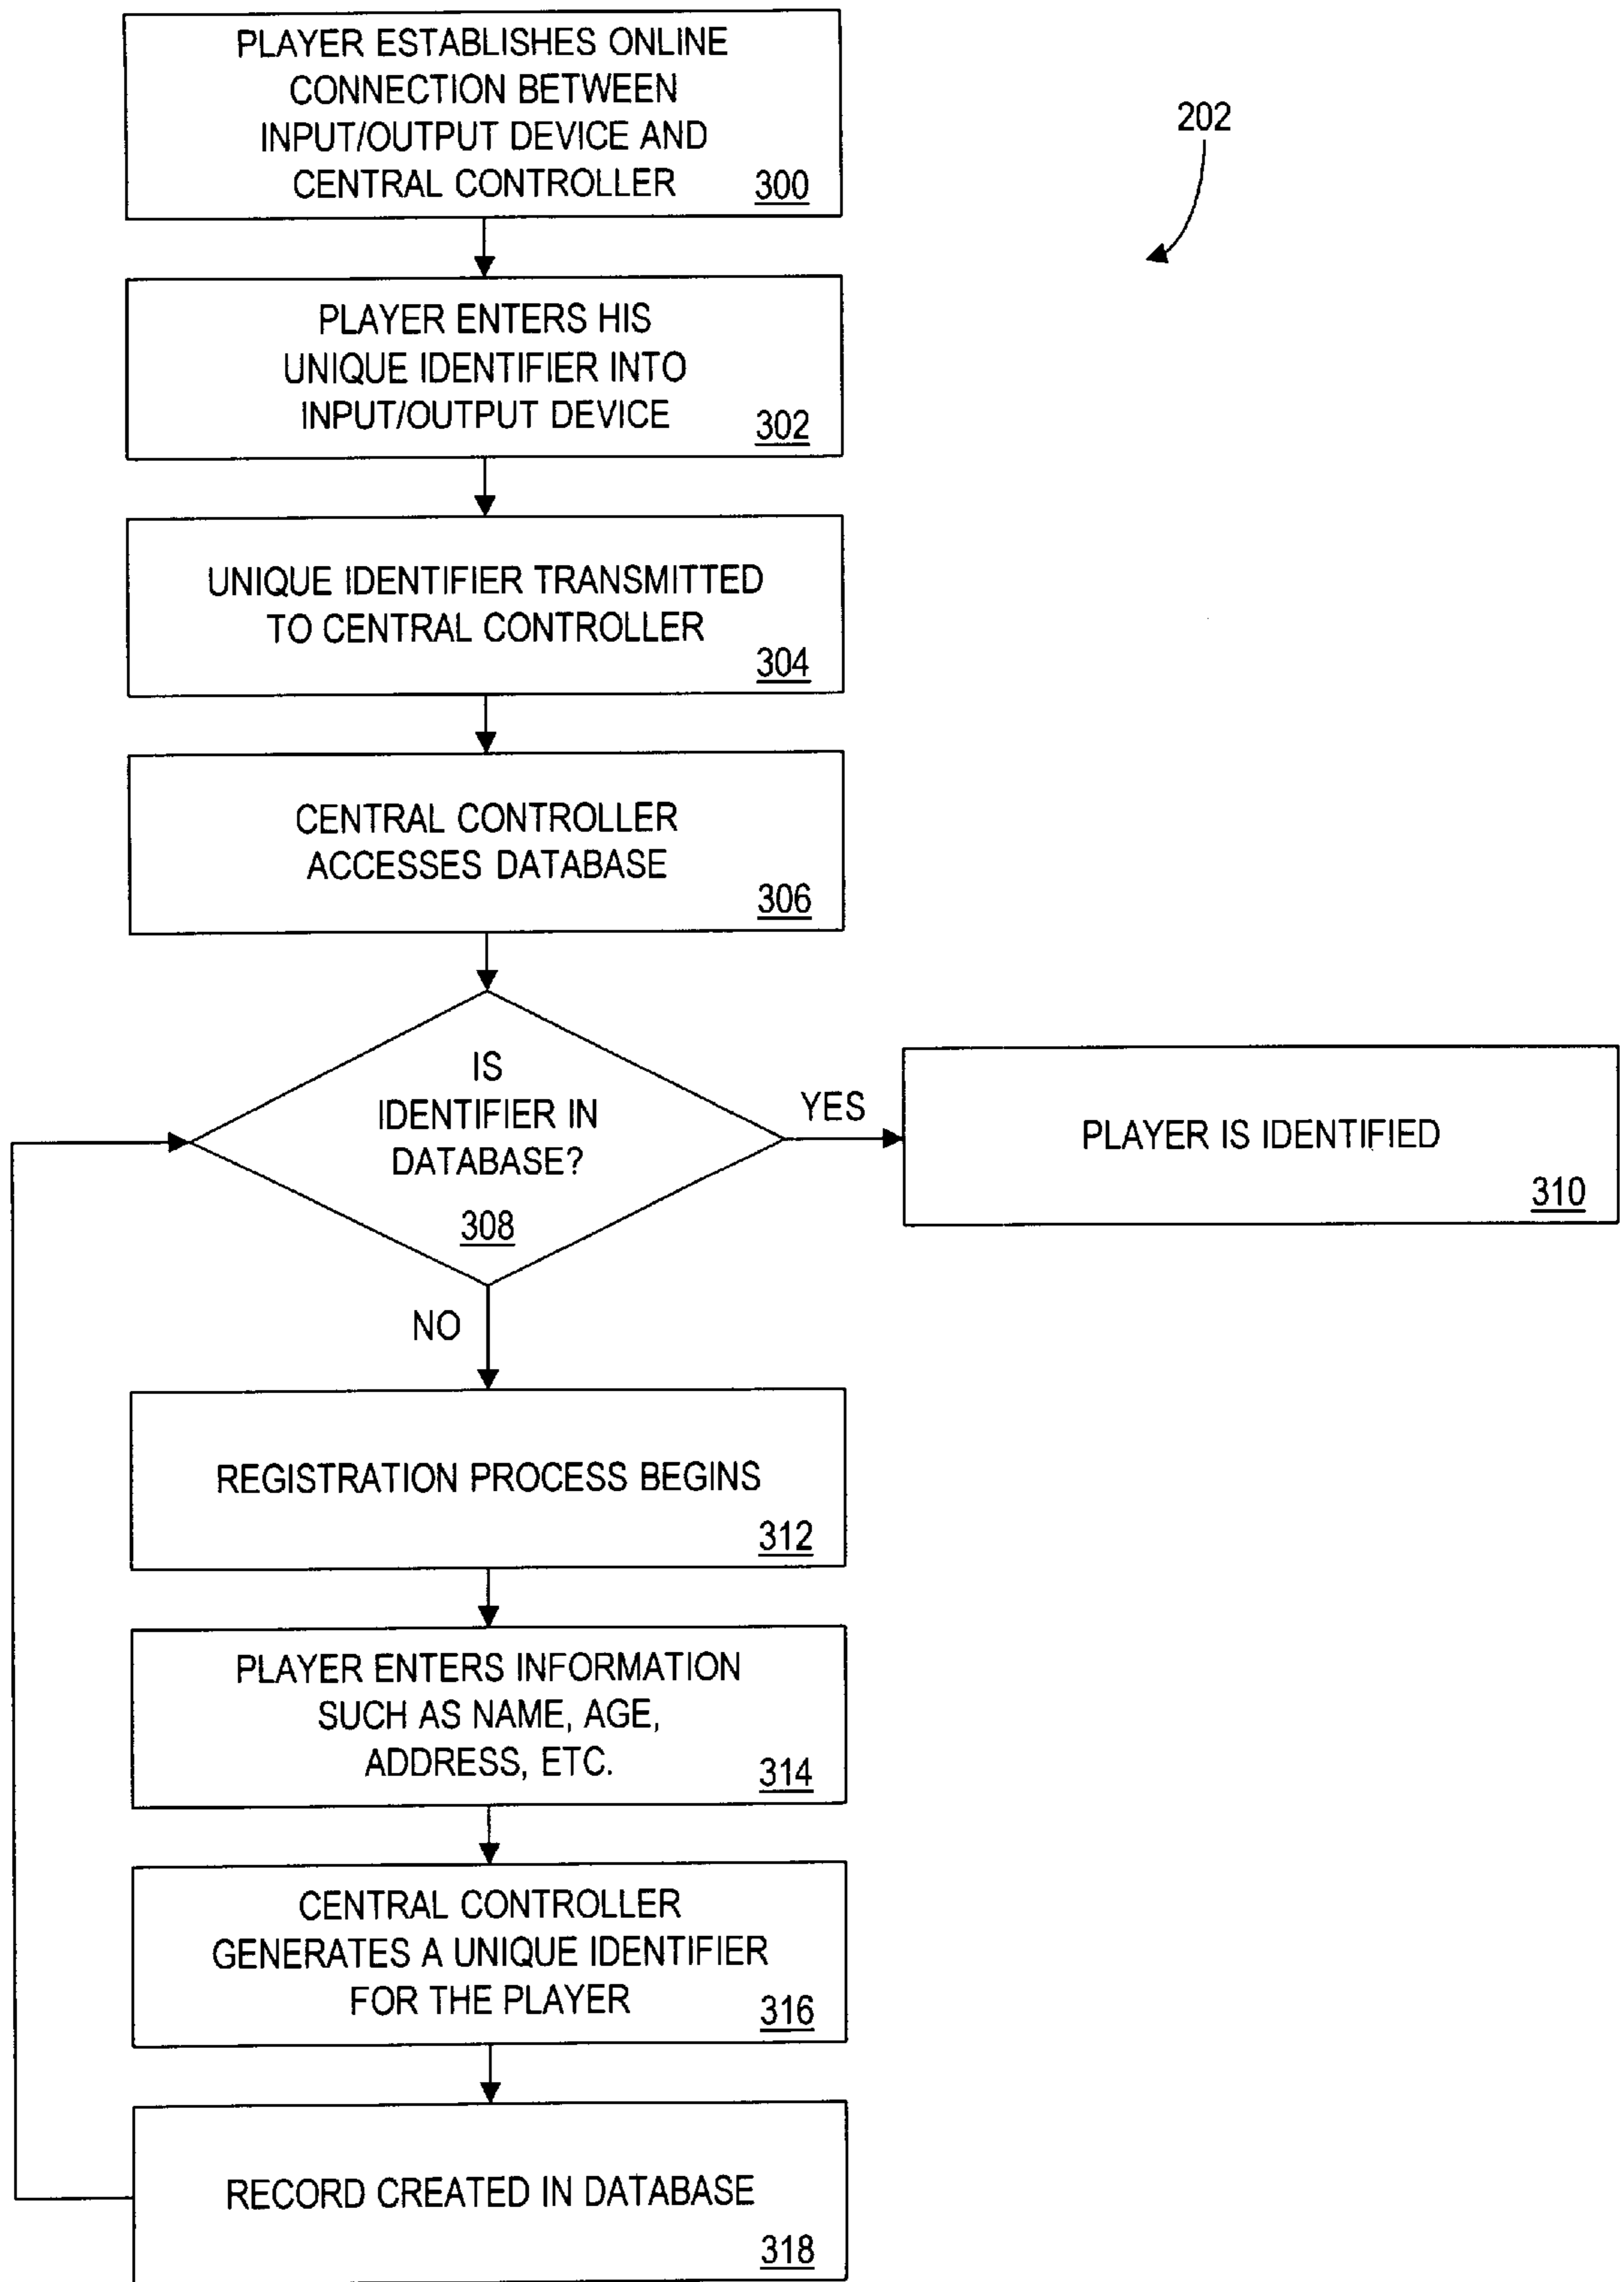 PLAYER ESTABLISHES ONLINE
CONNECTION BETWEEN
INPUT/OUTPUT DEVICE AND
CENTRAL CONTROLLER 300
202
PLAYER ENTERS HIS
UNIQUE IDENTIFIER INTO
INPUT/OUTPUT DEVICE 302
UNIQUE IDENTIFIER TRANSMITTED
TO CENTRAL CONTROLLER
304
CENTRAL CONTROLLER
ACCESSES DATABASE
306
IS
IDENTIFIER IN
DATABASE?
308
YES
PLAYER IS IDENTIFIED
310
NO
REGISTRATION PROCESS BEGINS
312
PLAYER ENTERS INFORMATION
SUCH AS NAME, AGE,
ADDRESS, ETC. 314
CENTRAL CONTROLLER
GENERATES A UNIQUE IDENTIFIER
FOR THE PLAYER 316
RECORD CREATED IN DATABASE
318